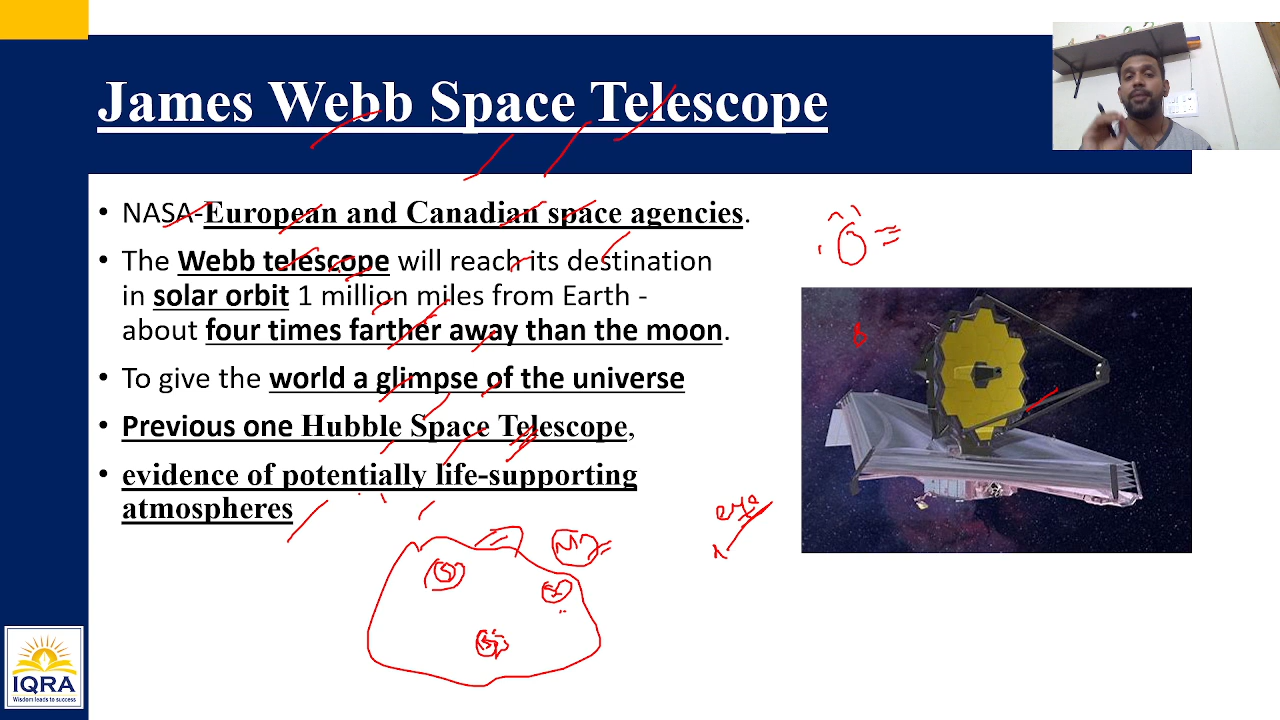 James Webb Space Telescope
• NASA-European and Canadian space agencies.
• The Webb telescope will reach its destination
in solar orbit 1 million miles from Earth -
about four times farther away than the moon.
• To give the world a glimpse of the universe
• Previous one Hubble Space Telescope,
• evidence of potentially life-supporting
atmospheres
IQRA
Wisdom leads to success